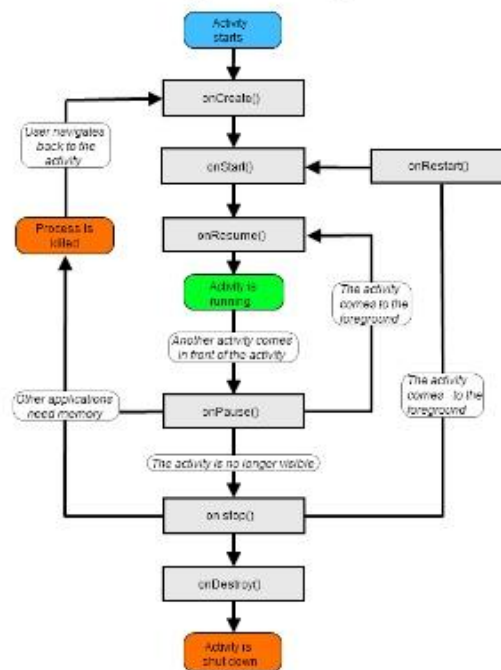 Activity
starts
onCreate()
User navigates
back to the
activity
onStart()
onRestart()
Process is
killed
onResume()
Activity is
running
The activity
comes to the
foreground
Another activity comes
in front of the activity
The activity
comes to the
foreground
Other applications
need memory
onPause()
The activity is no longer visible
on stop()
onDestroy()
Activity is
shut down